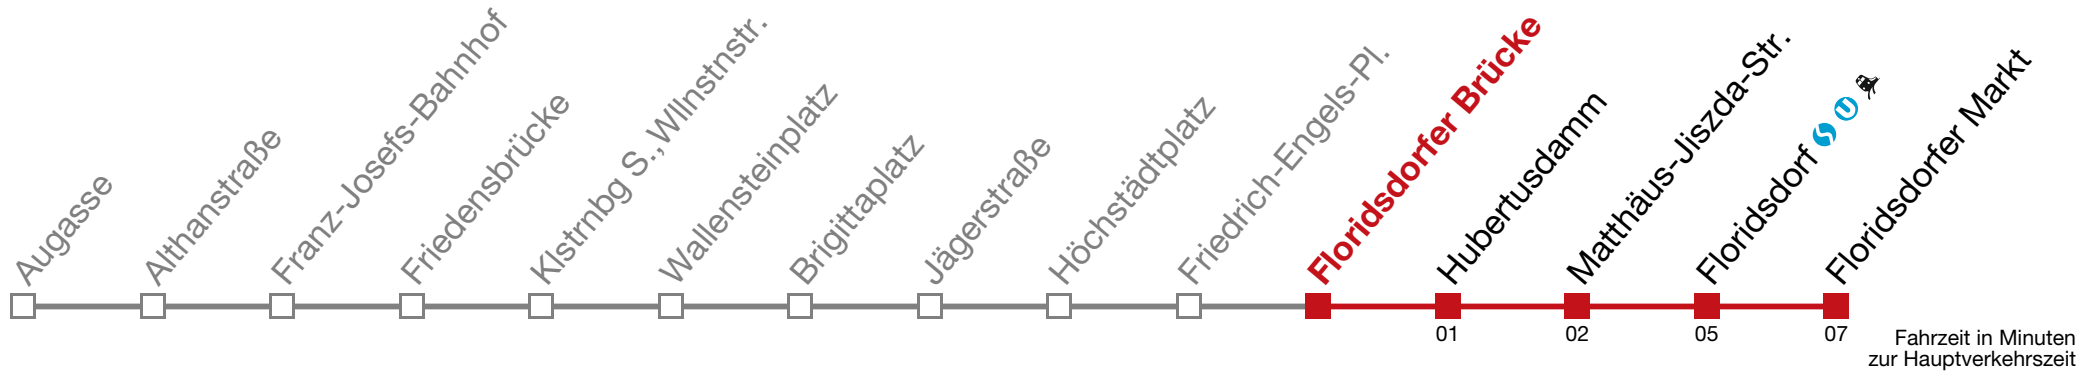 Augasse
Althanstraße
Franz-Josefs-Bahnhof
Friedensbrücke
Klstrnbg S.,Wllnstnstr.
Wallensteinplatz
Brigittaplatz
Jägerstraße
Höchstädtplatz
Friedrich-Engels-Pl.
Floridsdorfer Brücke
Hubertusdamm
Matthäus-Jiszda-Str.
Floridsdorf S U
Floridsdorfer Markt
01 02 05 07
Fahrzeit in Minuten
zur Hauptverkehrszeit